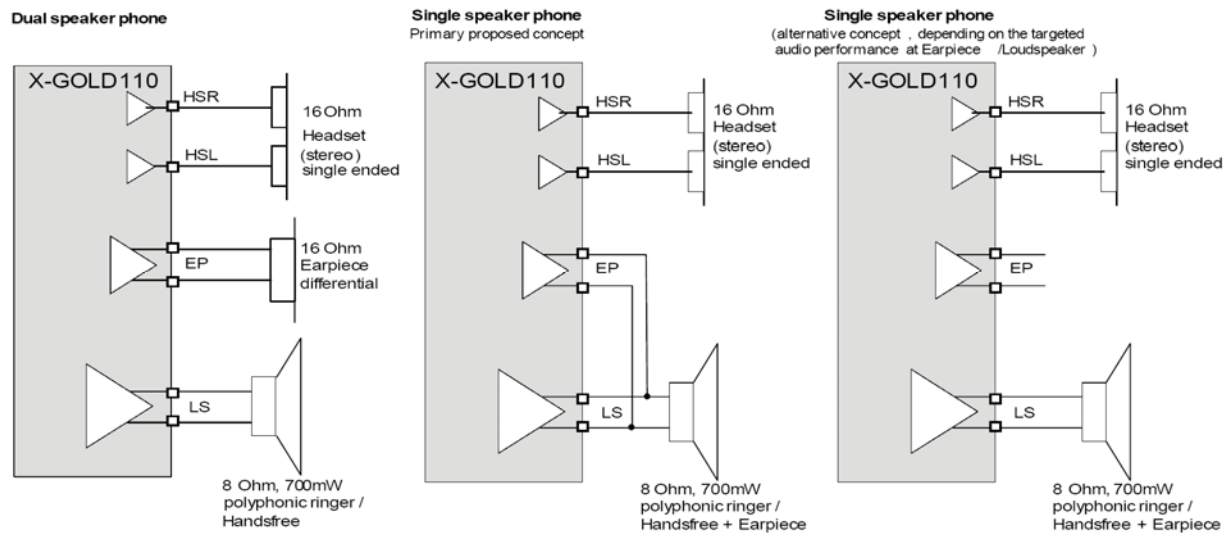 Dual speaker phone
X-GOLD110
HSR
16 Ohm
Headset
(stereo)
single ended
HSL
EP
16 Ohm
Earpiece
differential
LS
8 Ohm, 700mW
polyphonic ringer /
Handsfree
Single speaker phone
Primary proposed concept
X-GOLD110
HSR
16 Ohm
Headset
(stereo)
single ended
HSL
EP
LS
8 Ohm, 700mW
polyphonic ringer /
Handsfree + Earpiece
Single speaker phone
(alternative concept , depending on the targeted
audio performance at Earpiece /Loudspeaker )
X-GOLD110
HSR
16 Ohm
Headset
(stereo)
single ended
HSL
EP
LS
8 Ohm, 700mW
polyphonic ringer /
Handsfree + Earpiece